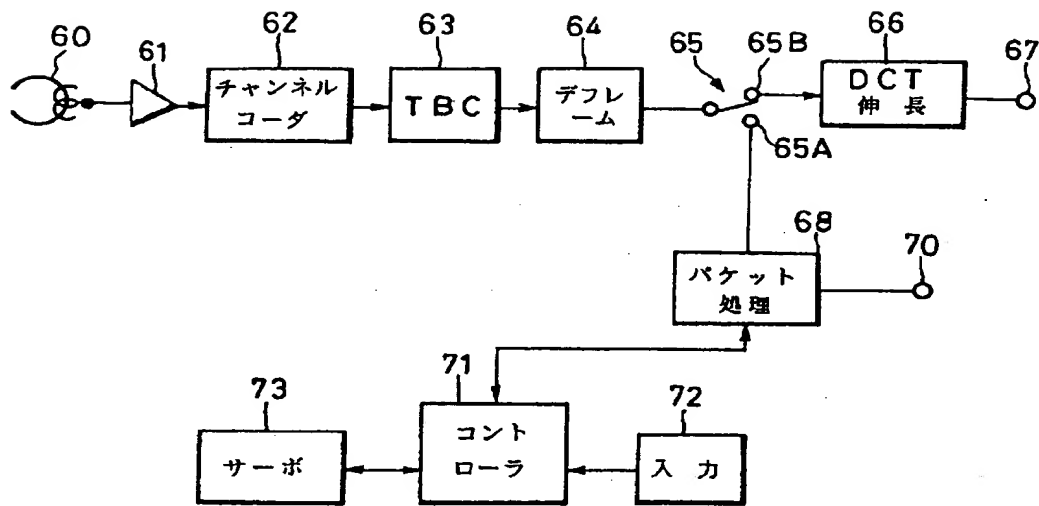 60
61
62
63
64
65
65B
66
67
チャンネル
コーダ
TBC
デフレ
ーム
DCT
伸長
65A
68
70
パケット
処理
71
73
72
コント
ローラ
サーボ
入力